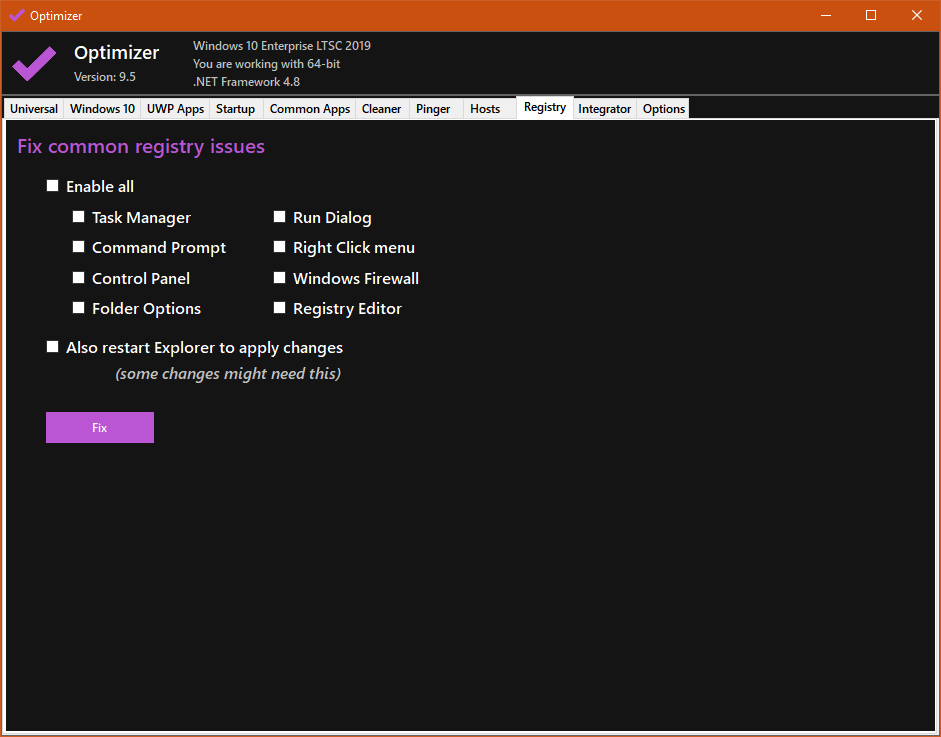 Optimizer
Optimizer
Version: 9.5
Windows 10 Enterprise LTSC 2019
You are working with 64-bit
.NET Framework 4.8
Universal Windows 10 UWP Apps Startup Common Apps Cleaner Pinger Hosts Registry Integrator Options
Fix common registry issues
Enable all
Task Manager Run Dialog
Command Prompt Right Click menu
Control Panel Windows Firewall
Folder Options Registry Editor
Also restart Explorer to apply changes
(some changes might need this)
Fix